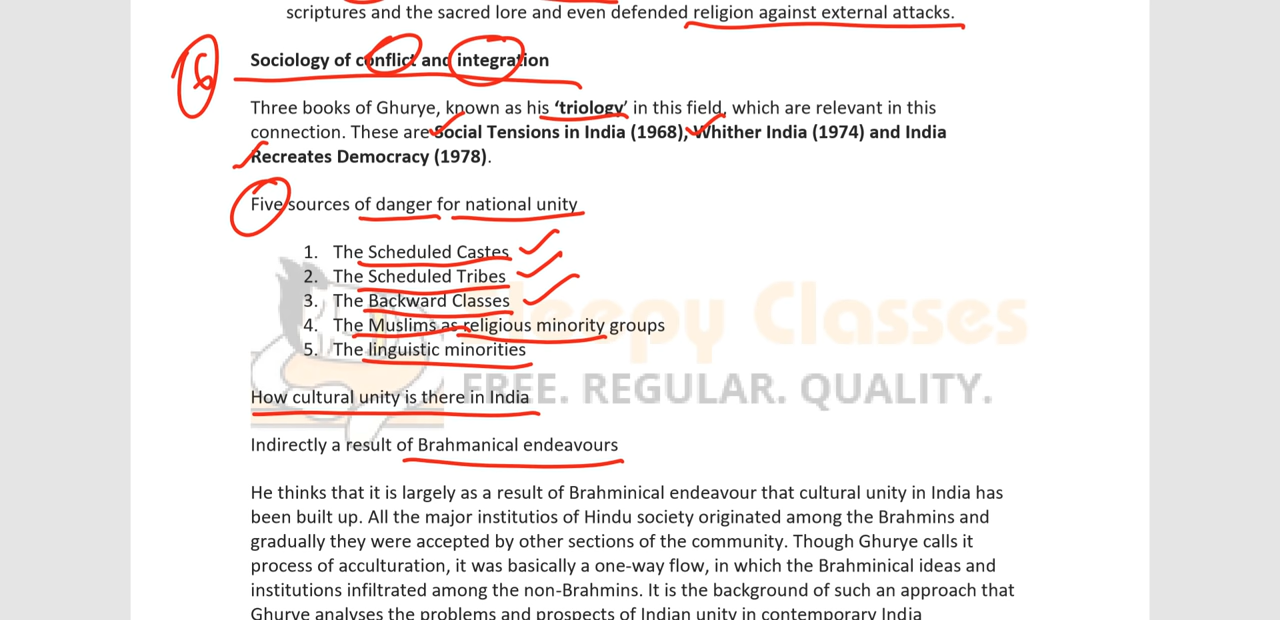 scriptures and the sacred lore and even defended religion against external attacks.
16
Sociology of conflict and integration
Three books of Ghurye, known as his ‘triology’ in this field, which are relevant in this
connection. These are Social Tensions in India (1968); Whither India (1974) and India
Recreates Democracy (1978).
Five sources of danger for national unity
1. The Scheduled Castes
2. The Scheduled Tribes
3. The Backward Classes
4. The Muslims as religious minority groups
5. The linguistic minorities
Sleepy Classes
FREE. REGULAR. QUALITY.
How cultural unity is there in India
Indirectly a result of Brahmanical endeavours
He thinks that it is largely as a result of Brahminical endeavour that cultural unity in India has
been built up. All the major institutios of Hindu society originated among the Brahmins and
gradually they were accepted by other sections of the community. Though Ghurye calls it
process of acculturation, it was basically a one-way flow, in which the Brahminical ideas and
institutions infiltrated among the non-Brahmins. It is the background of such an approach that
Ghurye analyses the problems and prospects of Indian unity in contemporary India